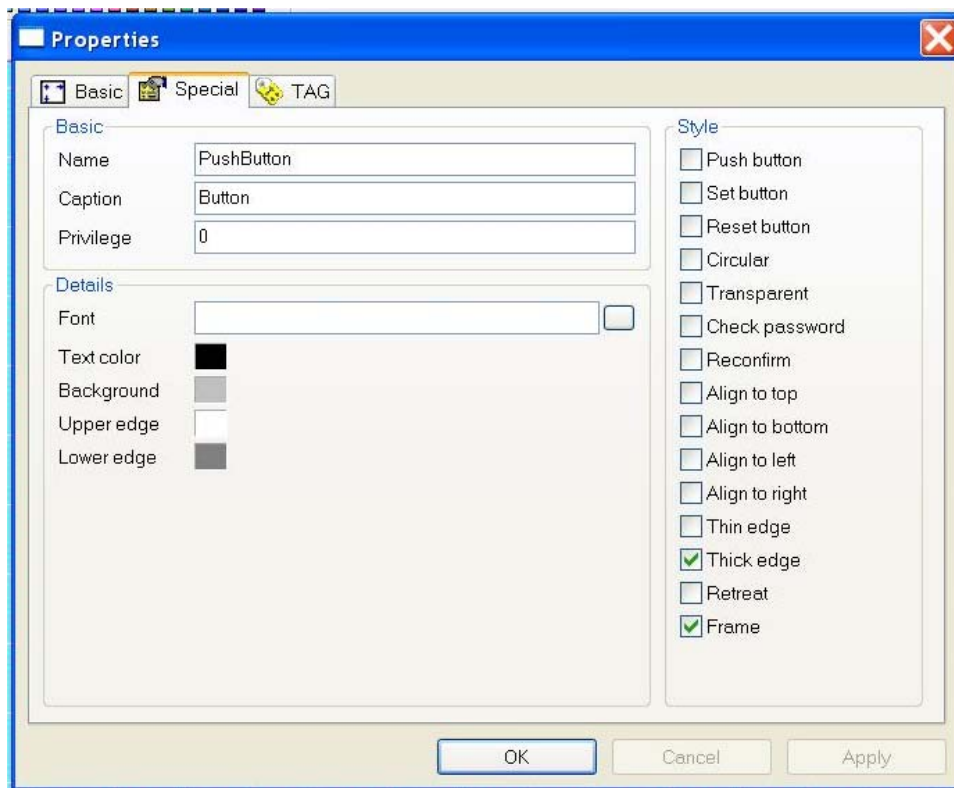 Properties
Basic
Special
TAG
Basic
Name
PushButton
Caption
Button
Privilege
0
Details
Font
Text color
Background
Upper edge
Lower edge
Style
Push button
Set button
Reset button
Circular
Transparent
Check password
Reconfirm
Align to top
Align to bottom
Align to left
Align to right
Thin edge
Thick edge
Retreat
Frame
OK
Cancel
Apply